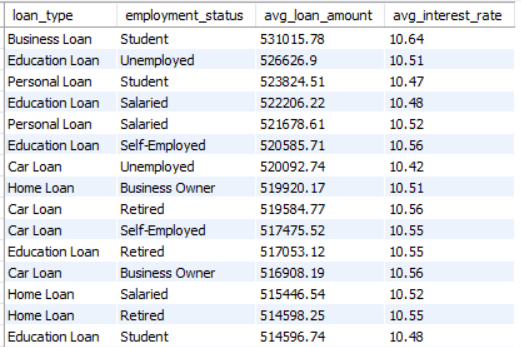 loan_type employment_status avg_loan_amount avg_interest_rate
Business Loan Student 531015.78 10.64
Education Loan Unemployed 526626.9 10.51
Personal Loan Student 523824.51 10.47
Education Loan Salaried 522206.22 10.48
Personal Loan Salaried 521678.61 10.52
Education Loan Self-Employed 520585.71 10.56
Car Loan Unemployed 520092.74 10.42
Home Loan Business Owner 519920.17 10.51
Car Loan Retired 519584.77 10.56
Car Loan Self-Employed 517475.52 10.55
Education Loan Retired 517053.12 10.55
Car Loan Business Owner 516908.19 10.56
Home Loan Salaried 515446.54 10.52
Home Loan Retired 514598.25 10.55
Education Loan Student 514596.74 10.48